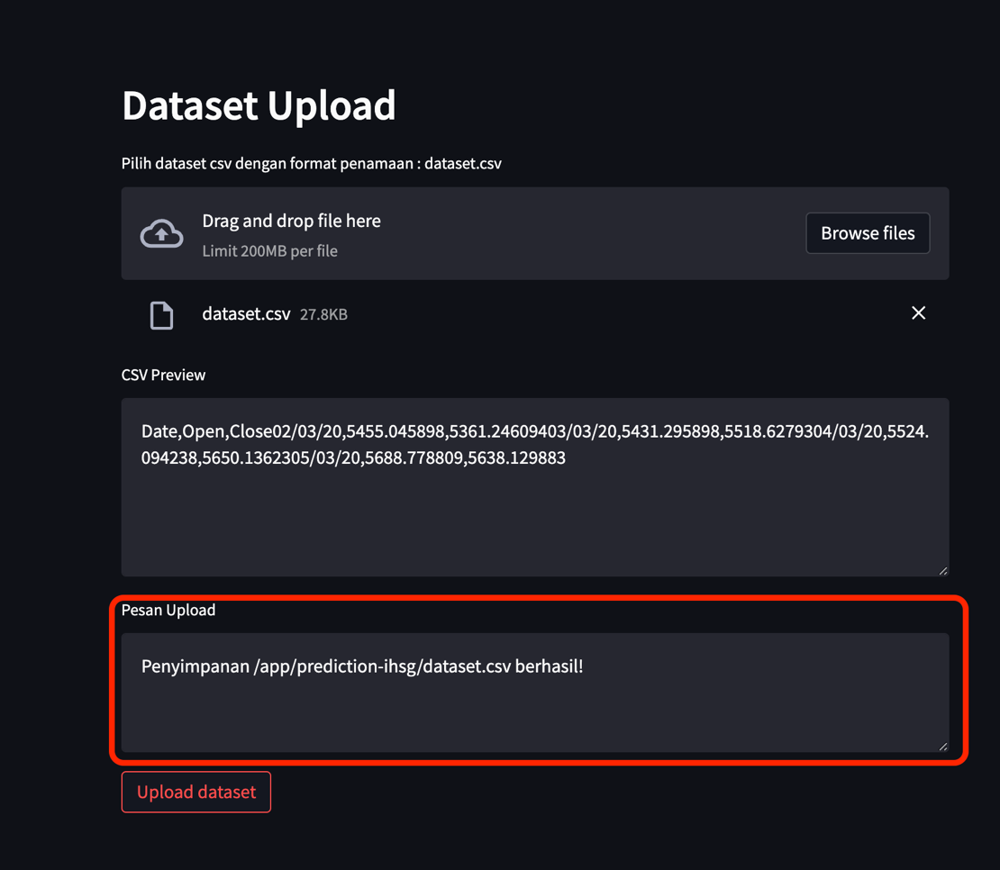 Dataset Upload
Pilih dataset csv dengan format penamaan : dataset.csv
Drag and drop file here
Limit 200MB per file
Browse files
dataset.csv 27.8KB
CSV Preview
Date,Open,Close02/03/20,5455.045898,5361.24609403/03/20,5431.295898,5518.6279304/03/20,5524.
094238,5650.1362305/03/20,5688.778809,5638.129883
Pesan Upload
Penyimpanan /app/prediction-ihsg/dataset.csv berhasil!
Upload dataset